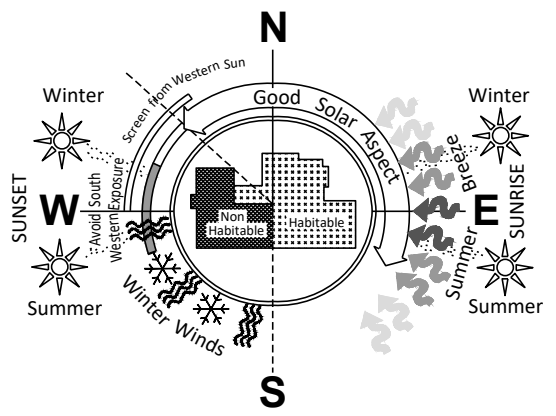 N
Winter
Screen from Western Sun
Good Solar Aspect
Winter
SUNSET
W
Avoid South
Western Exposure
Non
Habitable
Habitable
Summer Breeze
E
SUNRISE
Summer
Winter Winds
Summer
S